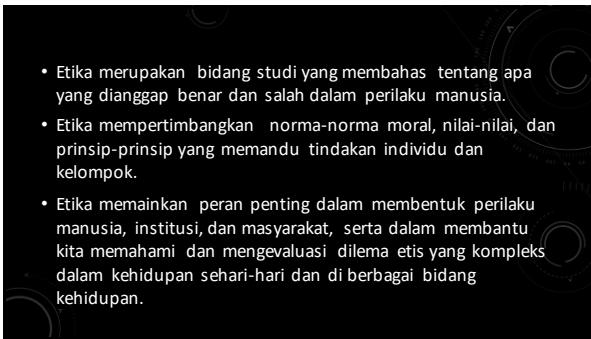 • Etika merupakan bidang studi yang membahas tentang apa
yang dianggap benar dan salah dalam perilaku manusia.
• Etika mempertimbangkan norma-norma moral, nilai-nilai, dan
prinsip-prinsip yang memandu tindakan individu dan
kelompok.
• Etika memainkan peran penting dalam membentuk perilaku
manusia, institusi, dan masyarakat, serta dalam membantu
kita memahami dan mengevaluasi dilema etis yang kompleks
dalam kehidupan sehari-hari dan di berbagai bidang
kehidupan.